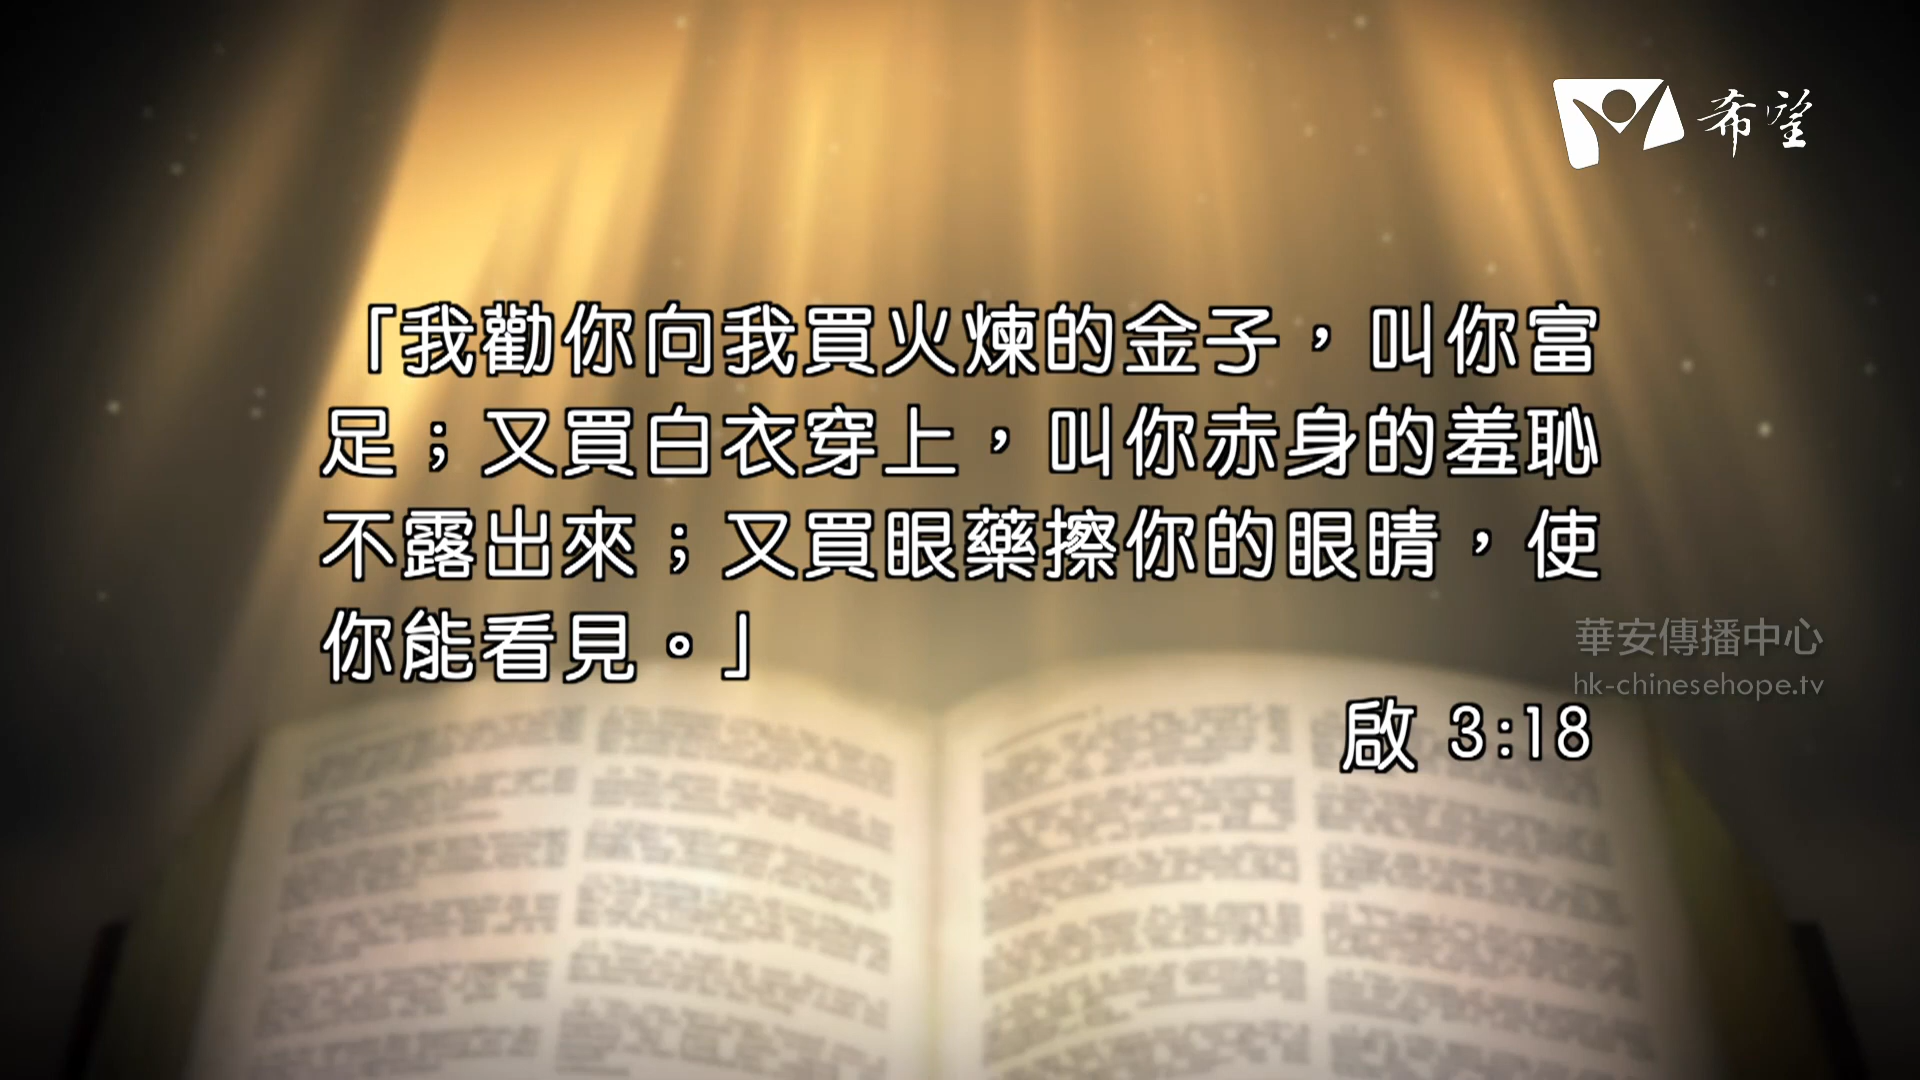 希望
「我勸你向我買火煉的金子，叫你富
足；又買白衣穿上，叫你赤身的羞恥
不露出來；又買眼藥擦你的眼睛，使
你能看見。」
華安傳播中心
hk-chinesehope.tv
啟 3:18